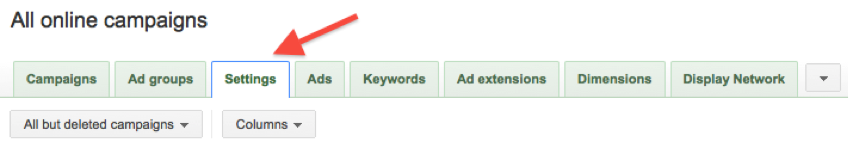 All online campaigns
Campaigns Ad groups Settings Ads Keywords Ad extensions Dimensions Display Network
All but deleted campaigns Columns